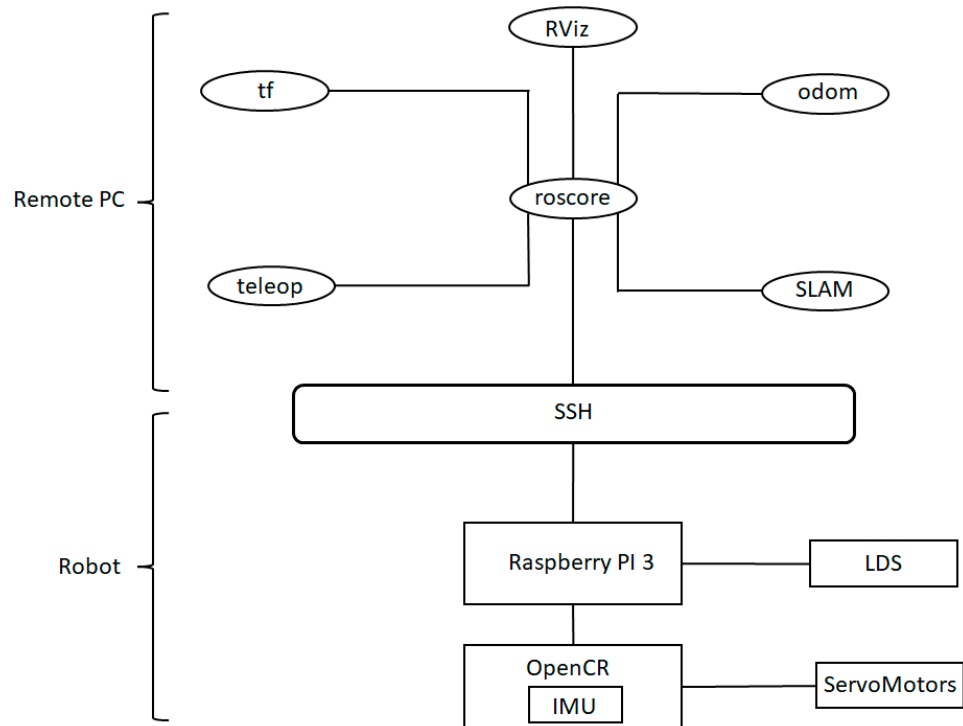 RViz
tf
odom
Remote PC
roscore
teleop
SLAM
SSH
Robot
Raspberry PI 3
LDS
OpenCR
IMU
ServoMotors